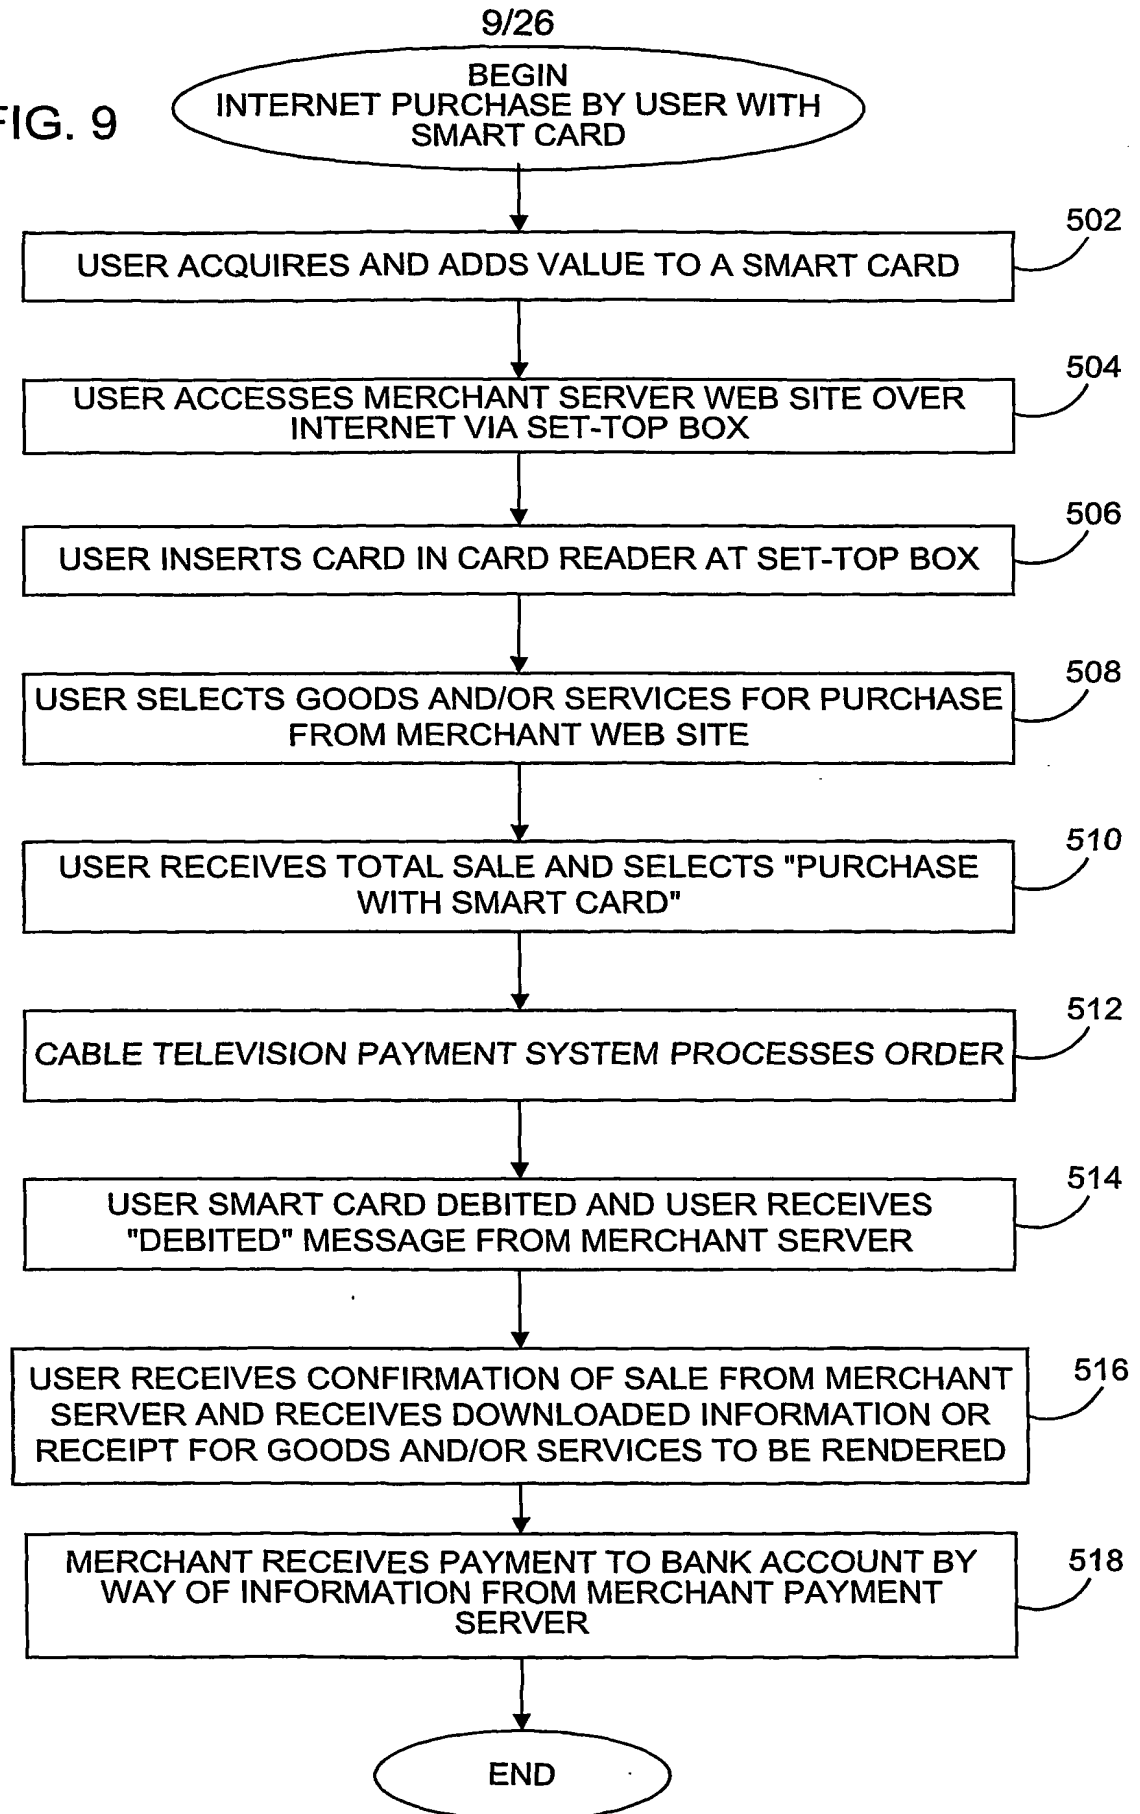 9/26
FIG. 9
BEGIN
INTERNET PURCHASE BY USER WITH
SMART CARD
502
USER ACQUIRES AND ADDS VALUE TO A SMART CARD
504
USER ACCESSES MERCHANT SERVER WEB SITE OVER
INTERNET VIA SET-TOP BOX
506
USER INSERTS CARD IN CARD READER AT SET-TOP BOX
508
USER SELECTS GOODS AND/OR SERVICES FOR PURCHASE
FROM MERCHANT WEB SITE
510
USER RECEIVES TOTAL SALE AND SELECTS "PURCHASE
WITH SMART CARD"
512
CABLE TELEVISION PAYMENT SYSTEM PROCESSES ORDER
514
USER SMART CARD DEBITED AND USER RECEIVES
"DEBITED" MESSAGE FROM MERCHANT SERVER
516
USER RECEIVES CONFIRMATION OF SALE FROM MERCHANT
SERVER AND RECEIVES DOWNLOADED INFORMATION OR
RECEIPT FOR GOODS AND/OR SERVICES TO BE RENDERED
518
MERCHANT RECEIVES PAYMENT TO BANK ACCOUNT BY
WAY OF INFORMATION FROM MERCHANT PAYMENT
SERVER
END